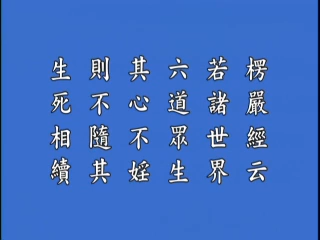 楞嚴經云
若諸世界
六道眾生
其心不婬
則不隨其
生死相續